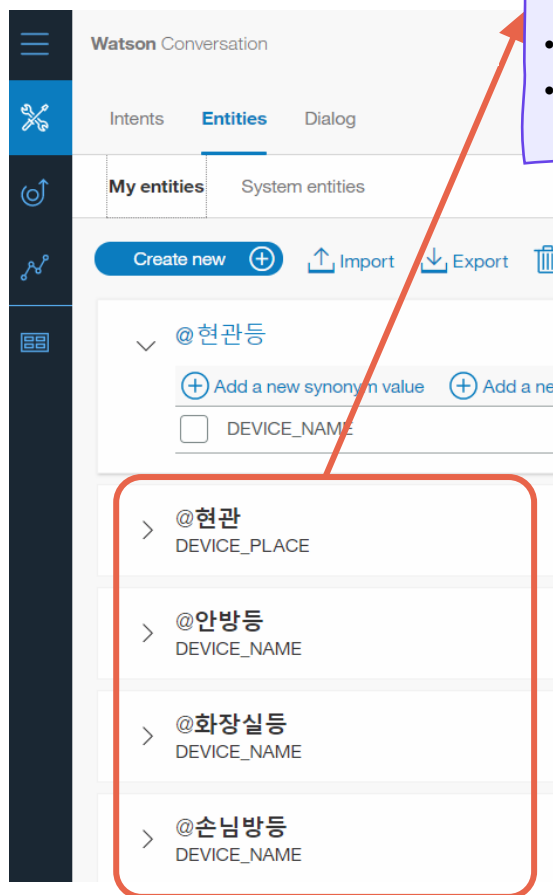 Watson Conversation
Intents Entities Dialog
My entities System entities
Create new Import Export
@현관등
Add a new synonym value Add a ne
DEVICE_NAME
@현관
DEVICE_PLACE
@안방등
DEVICE_NAME
@화장실등
DEVICE_NAME
@손님방등
DEVICE_NAME